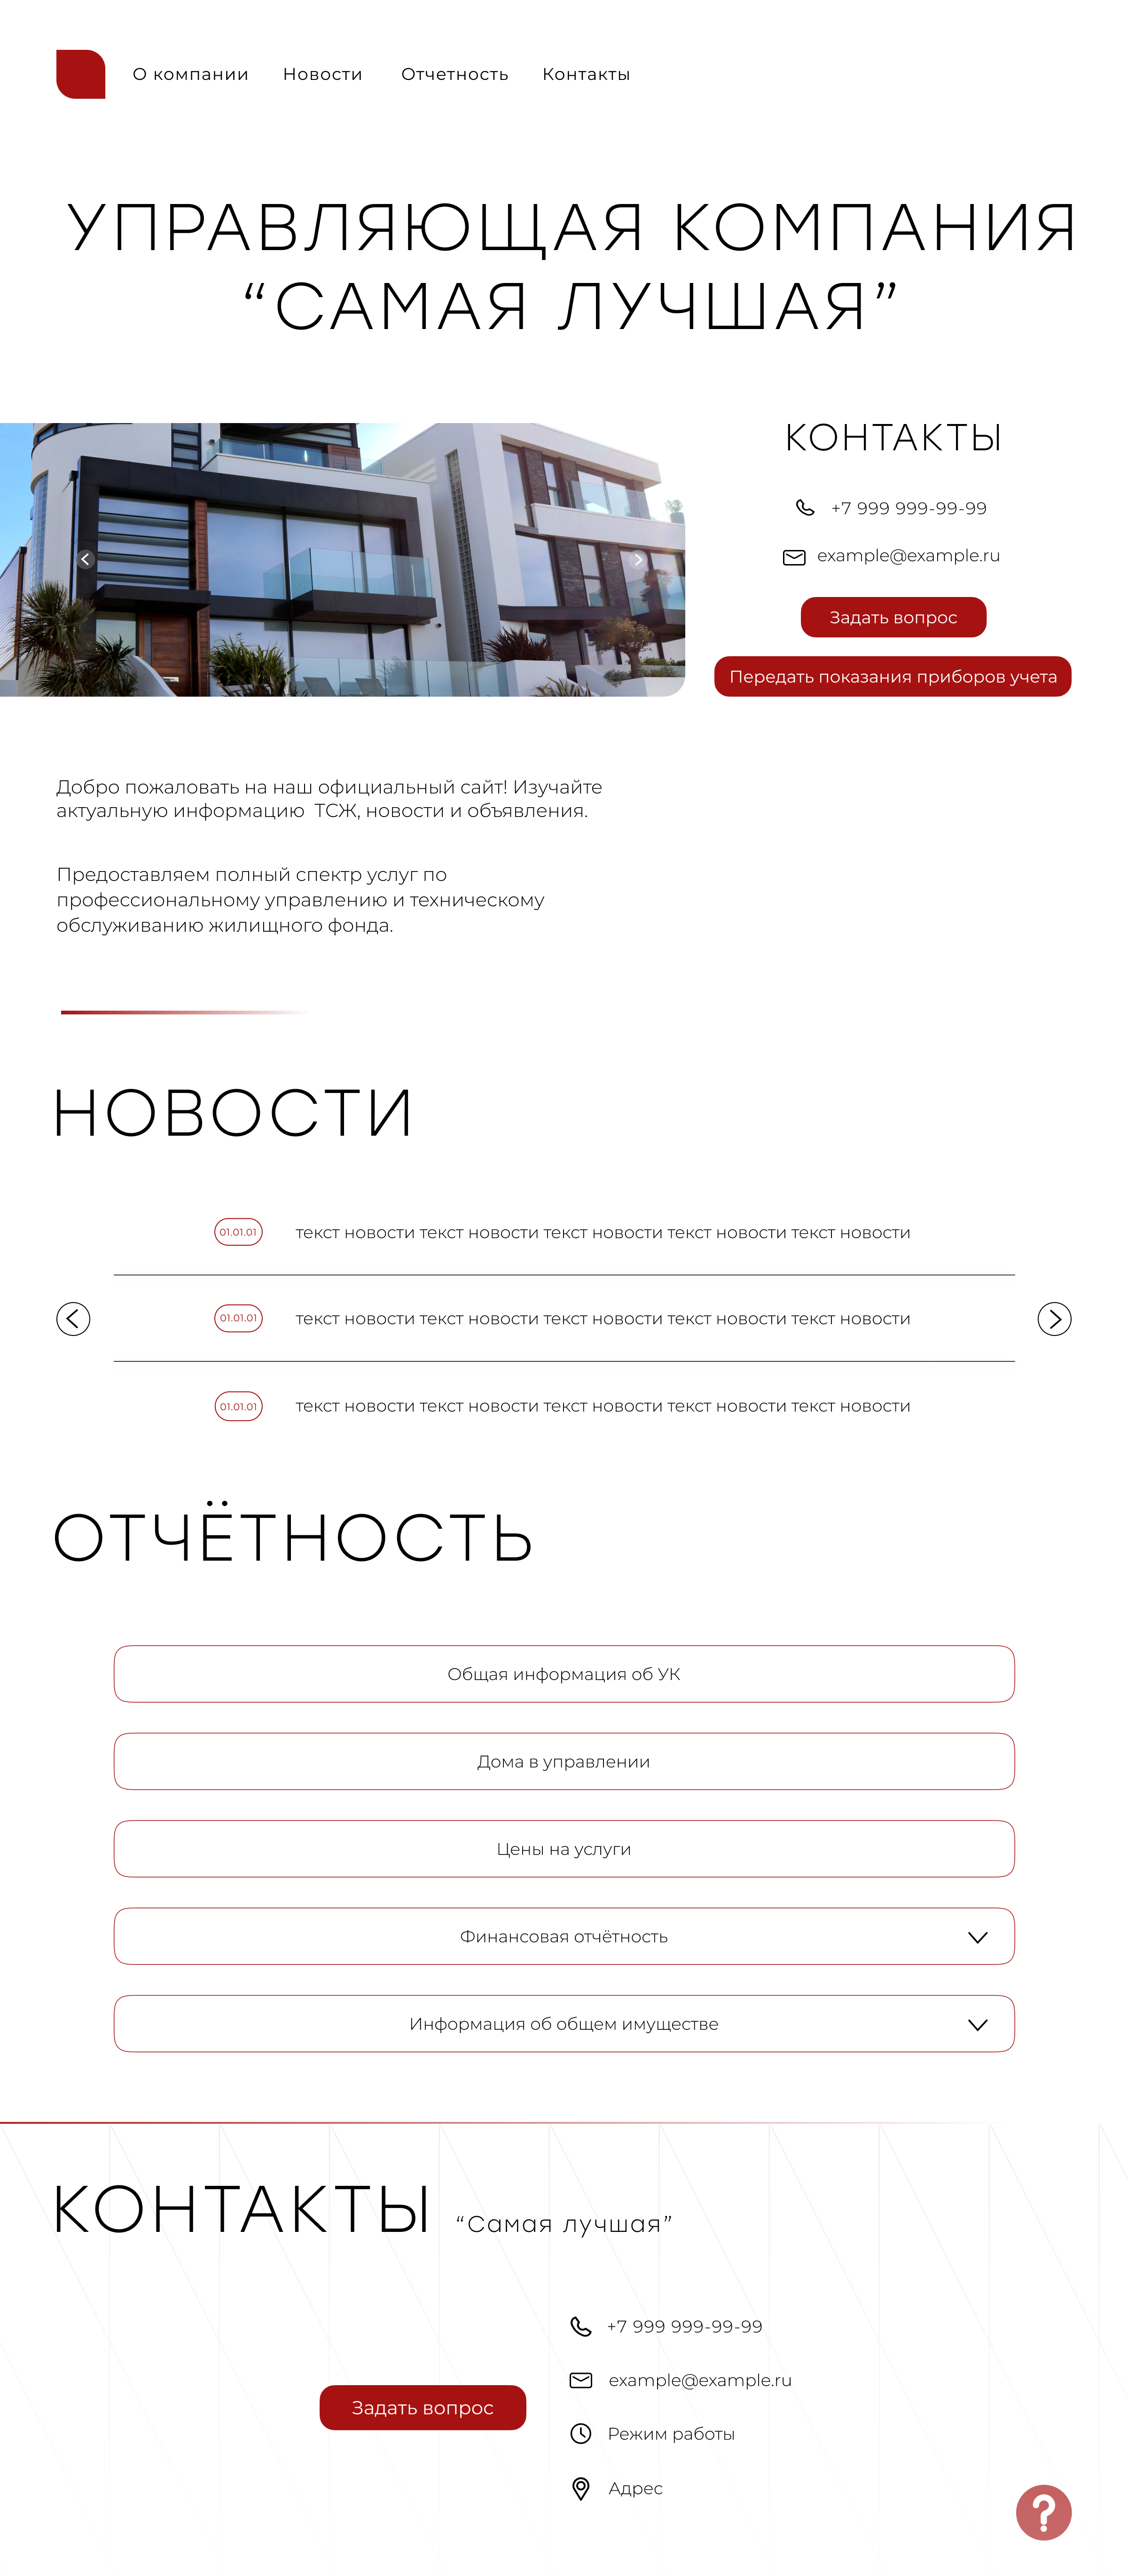 О компании Новости Отчетность Контакты
УПРАВЛЯЮЩАЯ КОМПАНИЯ
“САМАЯ ЛУЧШАЯ”
КОНТАКТЫ
+7 999 999-99-99
example@example.ru
Задать вопрос
Передать показания приборов учета
Добро пожаловать на наш официальный сайт! Изучайте
актуальную информацию ТСЖ, новости и объявления.
Предоставляем полный спектр услуг по
профессиональному управлению и техническому
обслуживанию жилищного фонда.
НОВОСТИ
01.01.01 текст новости текст новости текст новости текст новости текст новости
01.01.01 текст новости текст новости текст новости текст новости текст новости
01.01.01 текст новости текст новости текст новости текст новости текст новости
ОТЧЁТНОСТЬ
Общая информация об УК
Дома в управлении
Цены на услуги
Финансовая отчётность
Информация об общем имуществе
КОНТАКТЫ “Самая лучшая”
+7 999 999-99-99
example@example.ru
Задать вопрос
Режим работы
Адрес
?